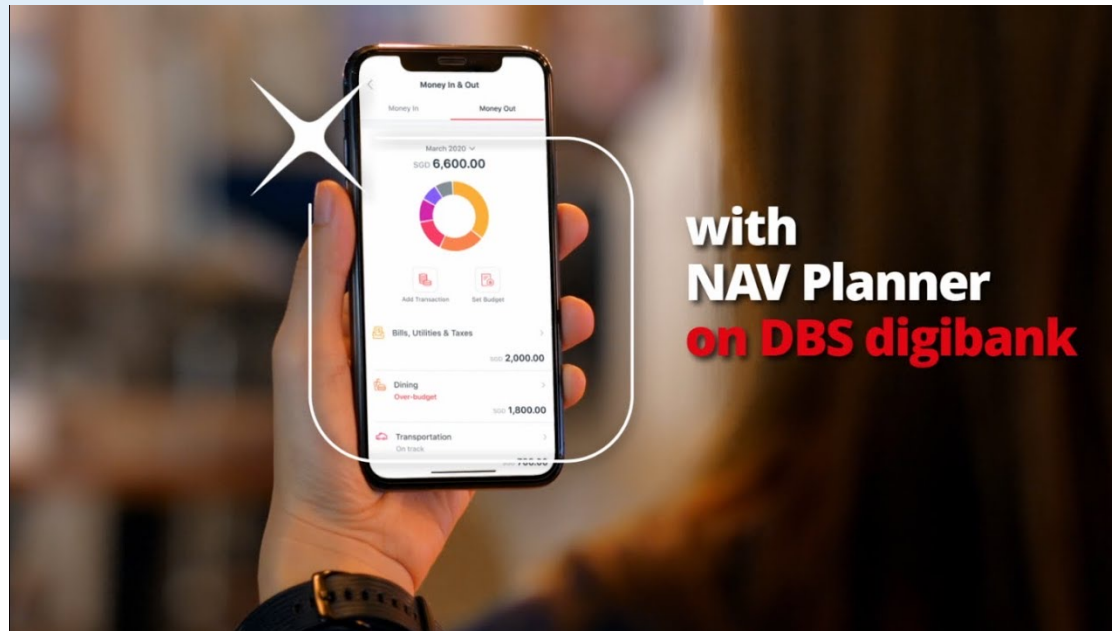 Money In & Out
Money In Money Out
March 2020
SGD 6,600.00
Add Transaction Set Budget
Bills, Utilities & Taxes
SGD 2,000.00
Dining
Over-budget
SGD 1,800.00
Transportation
On track
with
NAV Planner
on DBS digibank